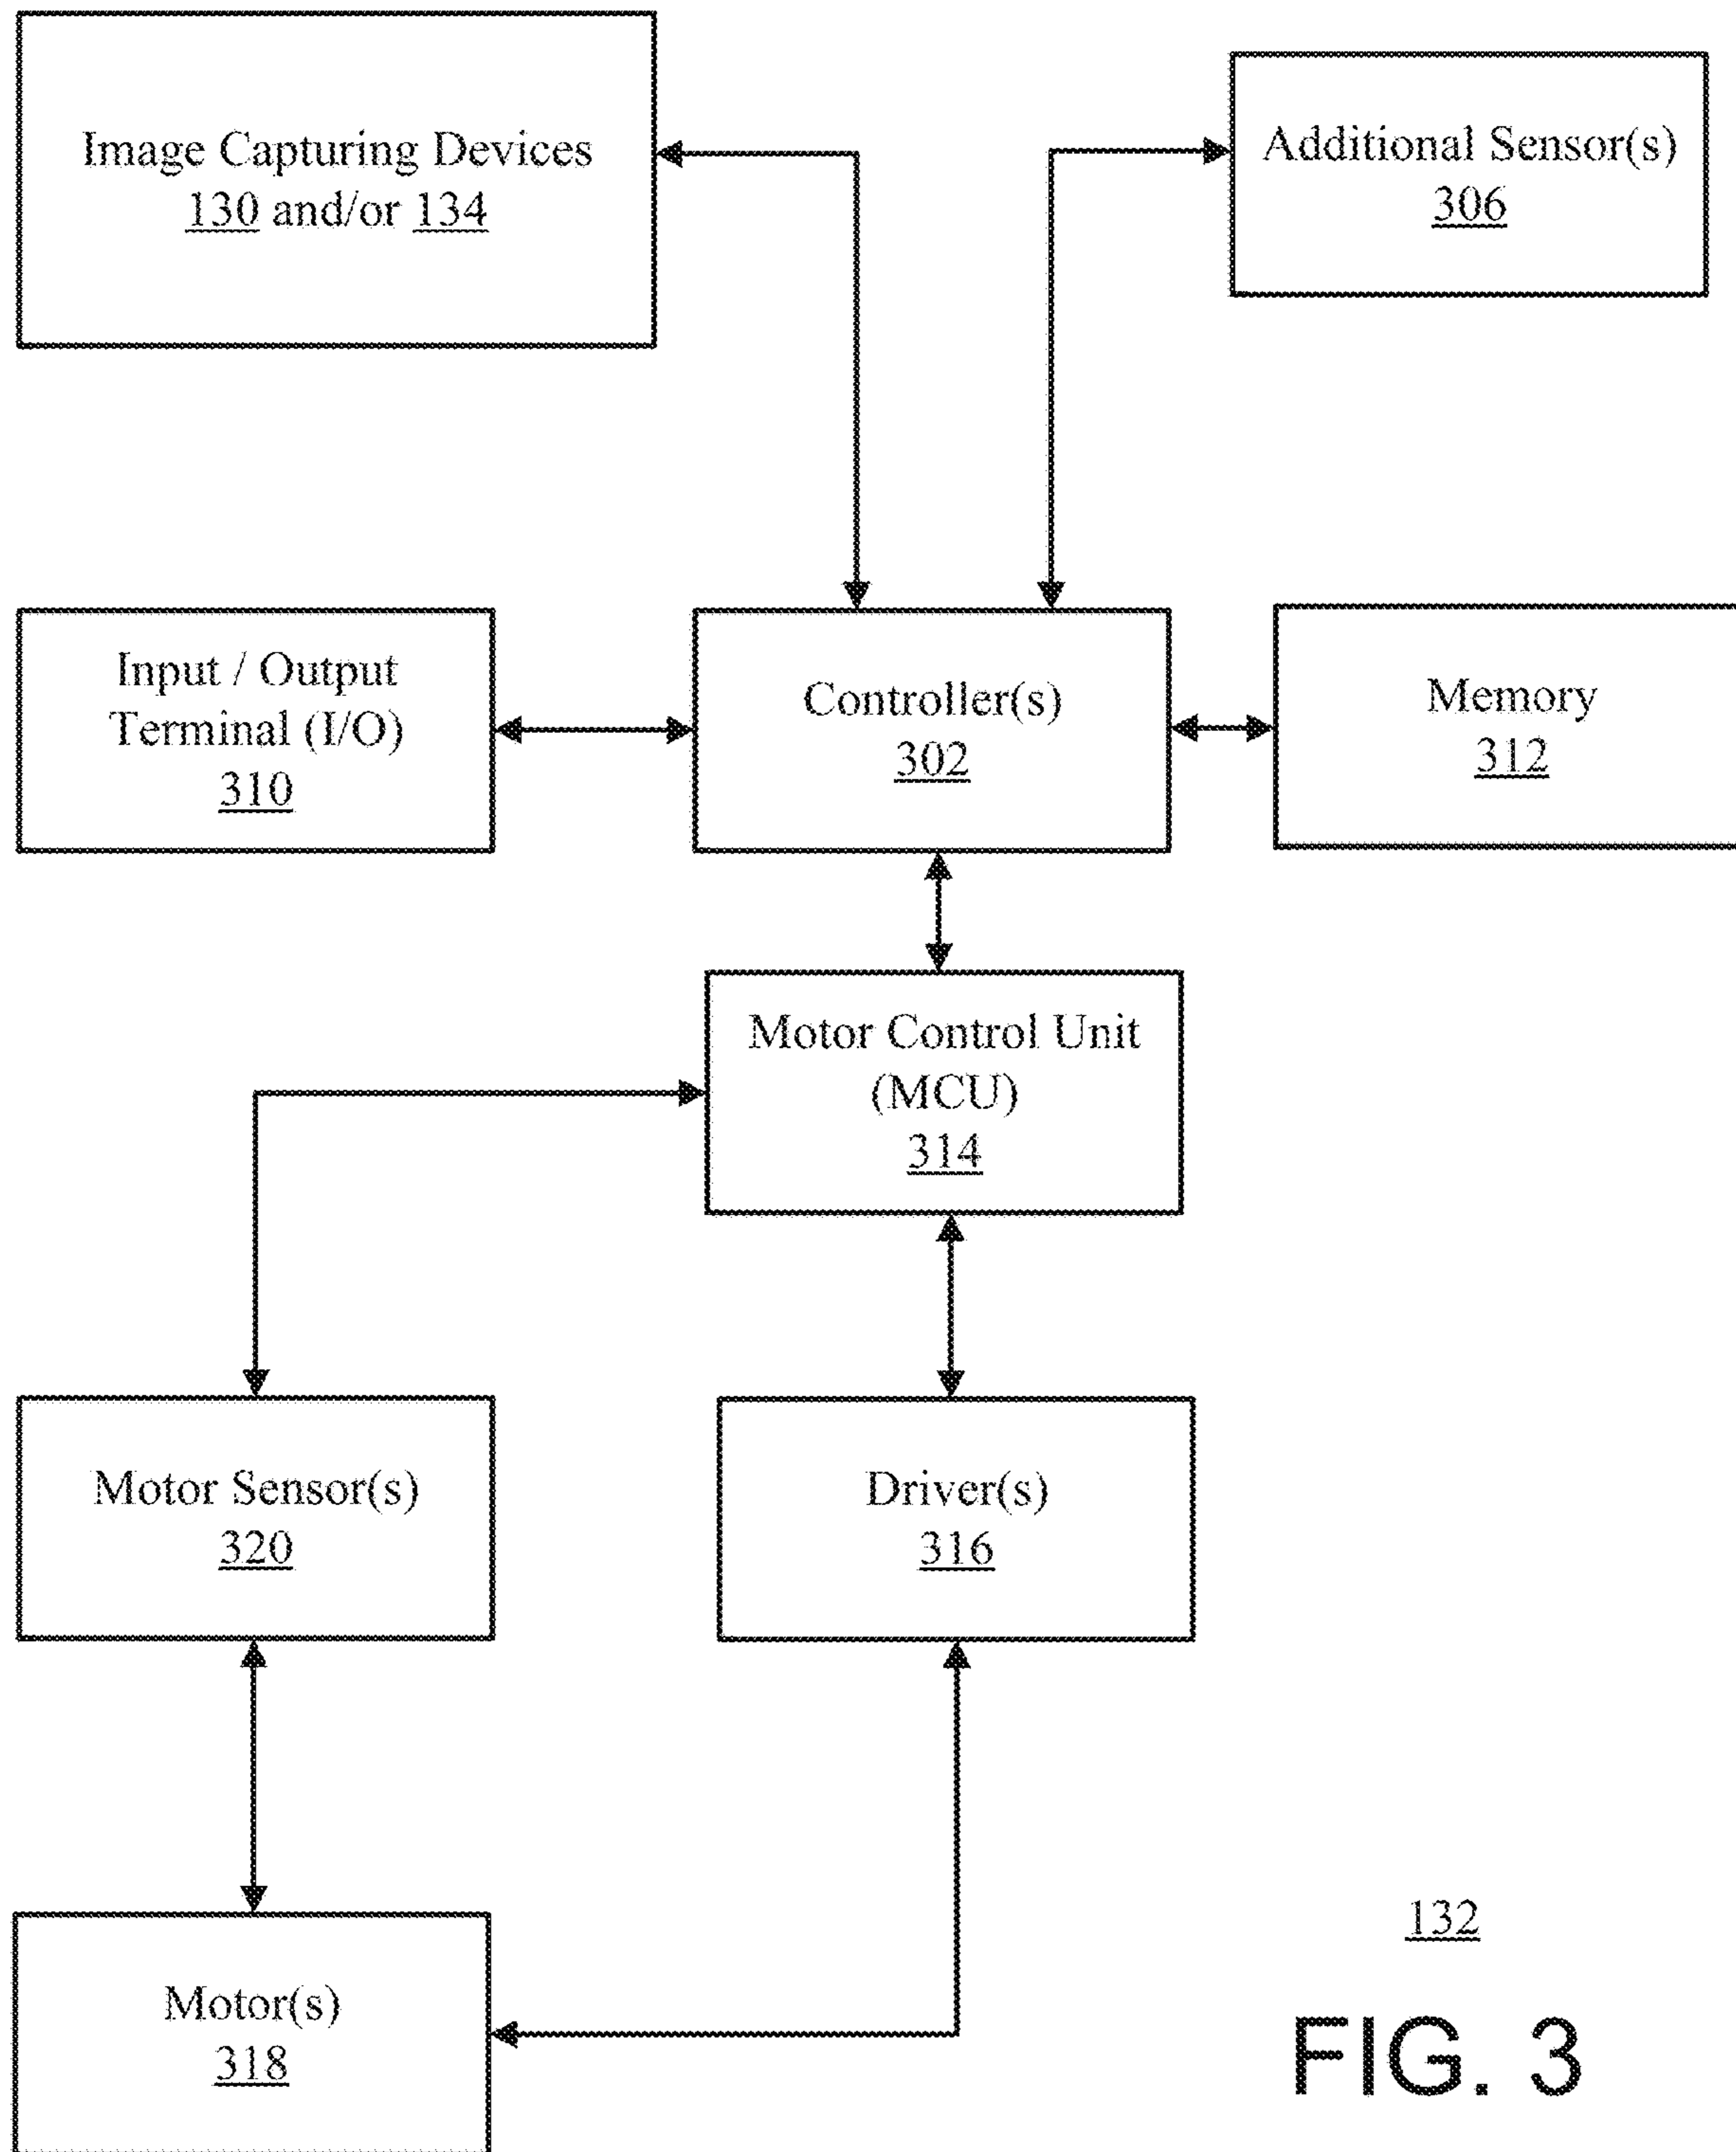 Image Capturing Devices
130 and/or 134
Additional Sensor(s)
306
Input / Output
Terminal (I/O)
310
Controller(s)
302
Memory
312
Motor Control Unit
(MCU)
314
Motor Sensor(s)
320
Driver(s)
316
Motor(s)
318
132
FIG. 3